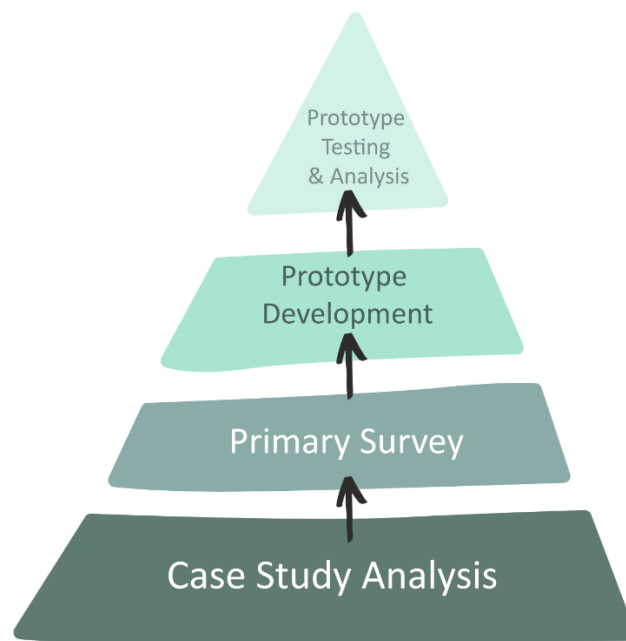 Prototype
Testing
& Analysis
Prototype
Development
Primary Survey
Case Study Analysis